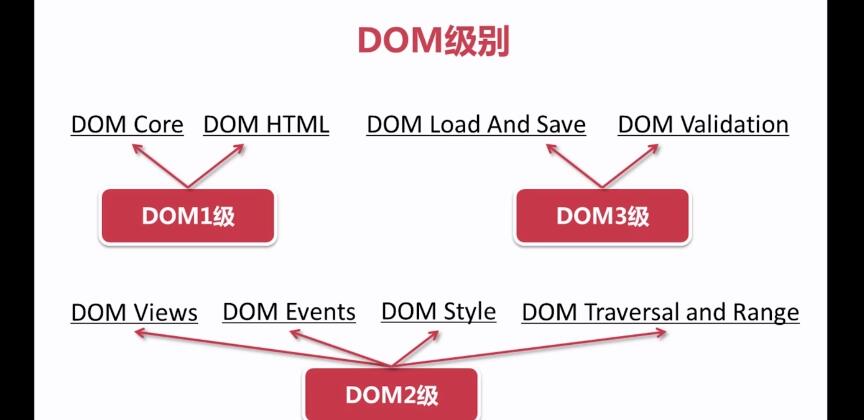 DOM级别
DOM Core DOM HTML DOM Load And Save DOM Validation
DOM1级 DOM3级
DOM Views DOM Events DOM Style DOM Traversal and Range
DOM2级